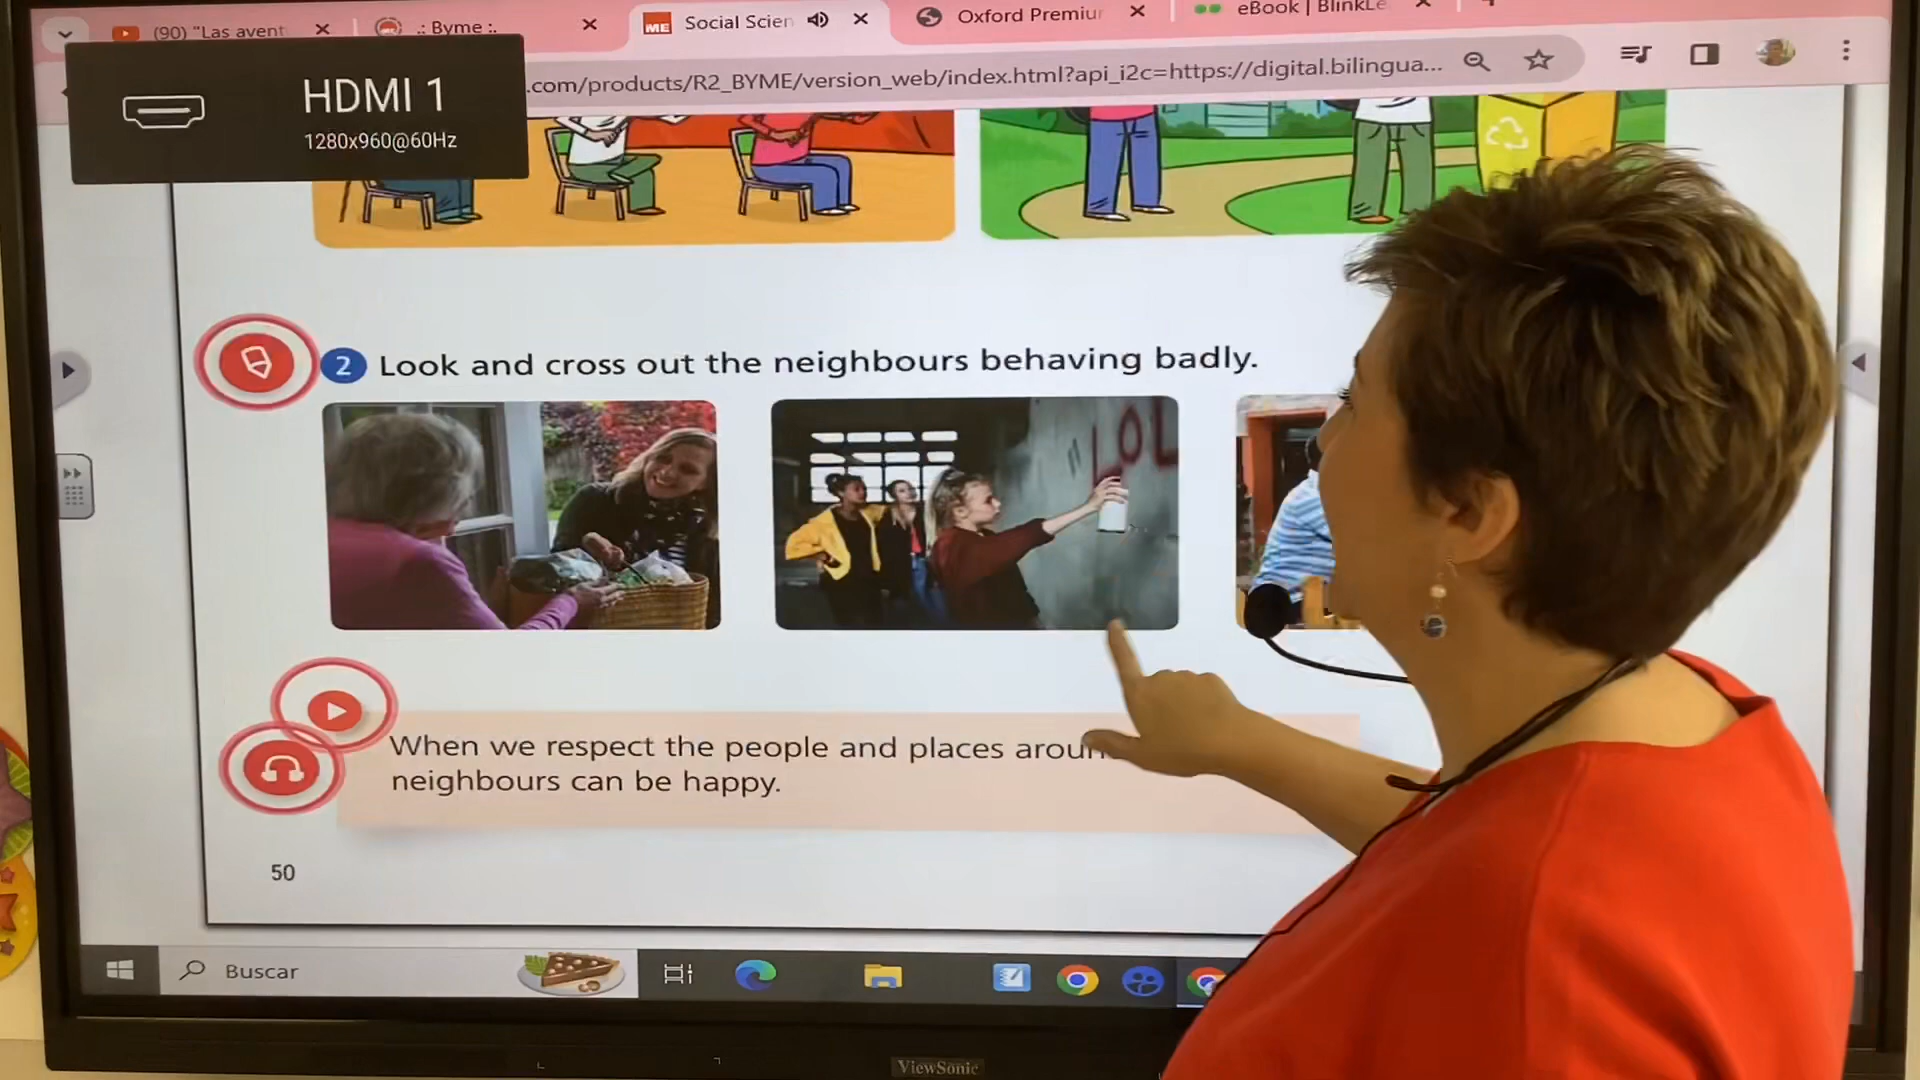 (90) "Las avent
.: Byme :.
ME Social Scien
Oxford Premiur
eBook | BlinkLe
HDMI 1
1280x960@60Hz
.com/products/R2_BYME/version_web/index.html?api_i2c=https://digital.bilingua...
2 Look and cross out the neighbours behaving badly.
LOL
When we respect the people and places aroun
neighbours can be happy.
50
Buscar
ViewSonic